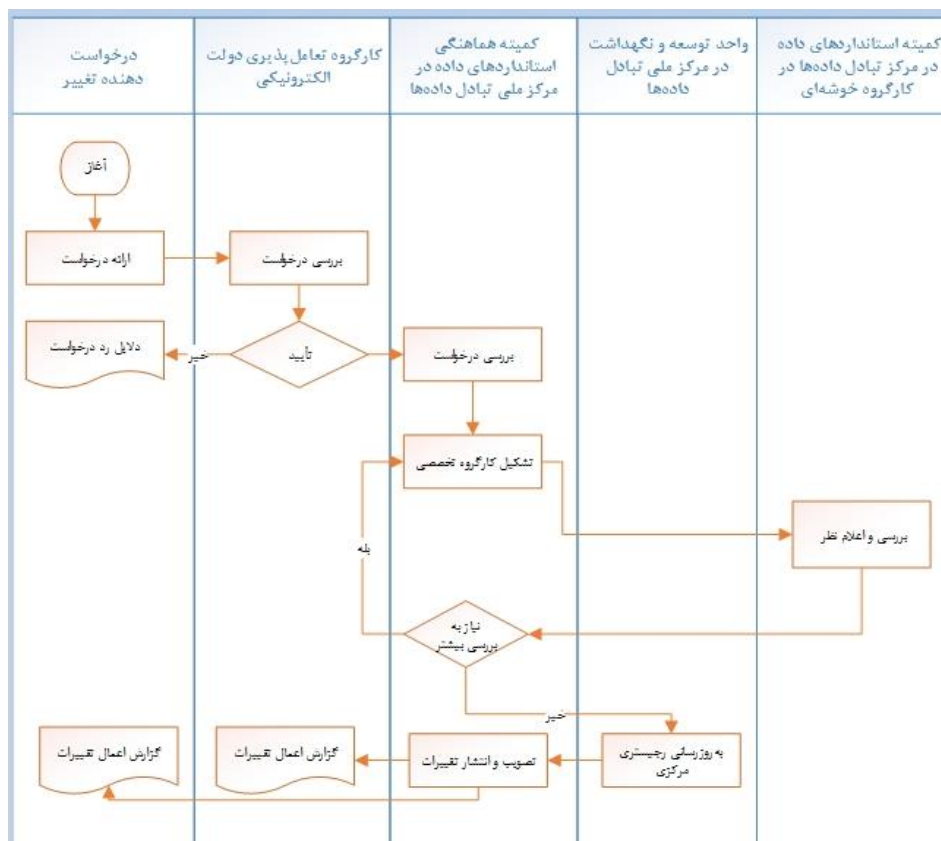 درخواست
دهنده تغییر
کارگروه تعامل‌پذیری دولت
الکترونیکی
کمیته هماهنگی
استانداردهای داده در
مرکز ملی تبادل داده‌ها
واحد توسعه و نگهداشت
در مرکز ملی تبادل
داده‌ها
کمیته استانداردهای داده
در مرکز تبادل داده‌ها در
کارگروه خوشه‌ای
آغاز
ارائه درخواست
بررسی درخواست
دلایل رد درخواست
خیر
تأیید
بررسی درخواست
تشکیل کارگروه تخصصی
بررسی و اعلام نظر
بله
نیاز به
بررسی بیشتر
خیر
به روزرسانی رجیستری
مرکزی
تصویب و انتشار تغییرات
گزارش اعمال تغییرات
گزارش اعمال تغییرات